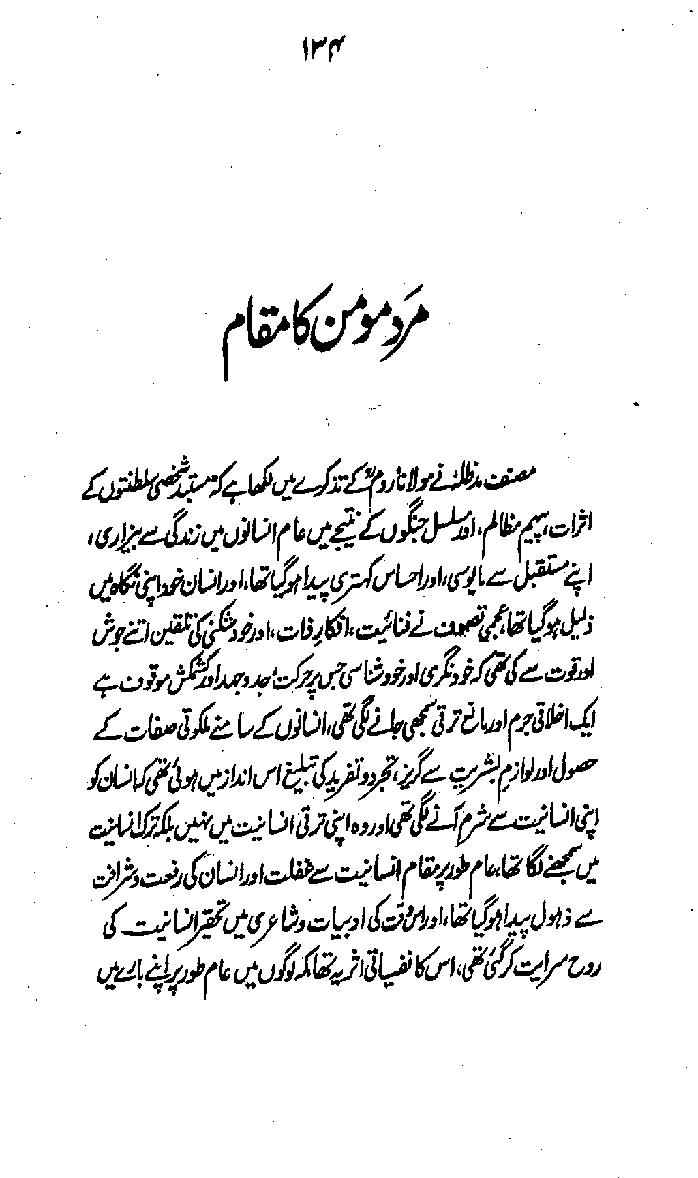 ۱۳۴
مَردِ مومن کا مقام
مصنف مدظلہٗ نے مولانا رومؒ کے تذکرے میں لکھا ہے کہ مستبد شخصی سلطنتوں کے
اثرات، پیہم مظالم، اور مسلسل جنگوں کے نتیجے میں عام انسانوں میں زندگی سے بیزاری،
اپنے مستقبل سے مایوسی، اور احساس کمتری پیدا ہو گیا تھا، اور انسان خود اپنی نگاہ میں
ذلیل ہو گیا تھا، عجمی تصوف نے فنائیت، انکارِ ذات، اور خود شکنی کی تلقین اتنے جوش
اور قوت سے کی تھی کہ خود نگری اور خود شناسی جس پر حرکت، جدوجہد اور کشمکش موقوف ہے
ایک اخلاقی جرم اور مانع ترقی سمجھی جانے لگی تھی، انسانوں کے سامنے ملکوتی صفات کے
حصول اور لوازمِ بشریت سے گریز، تجرد و تفرید کی تبلیغ اس انداز میں ہوئی تھی کہ انسان کو
اپنی انسانیت سے شرم آنے لگی تھی اور وہ اپنی ترقی انسانیت میں نہیں بلکہ ترکِ انسانیت
میں سمجھنے لگا تھا، عام طور پر مقام انسانیت سے غفلت اور انسان کی رفعت و شرافت
سے ذہول پیدا ہو گیا تھا، اور اس وقت کی ادبیات و شاعری میں تحقیرِ انسانیت کی
روح سرایت کر گئی تھی، اس کا نفسیاتی اثر یہ تھا کہ لوگوں میں عام طور پر اپنے بارے میں